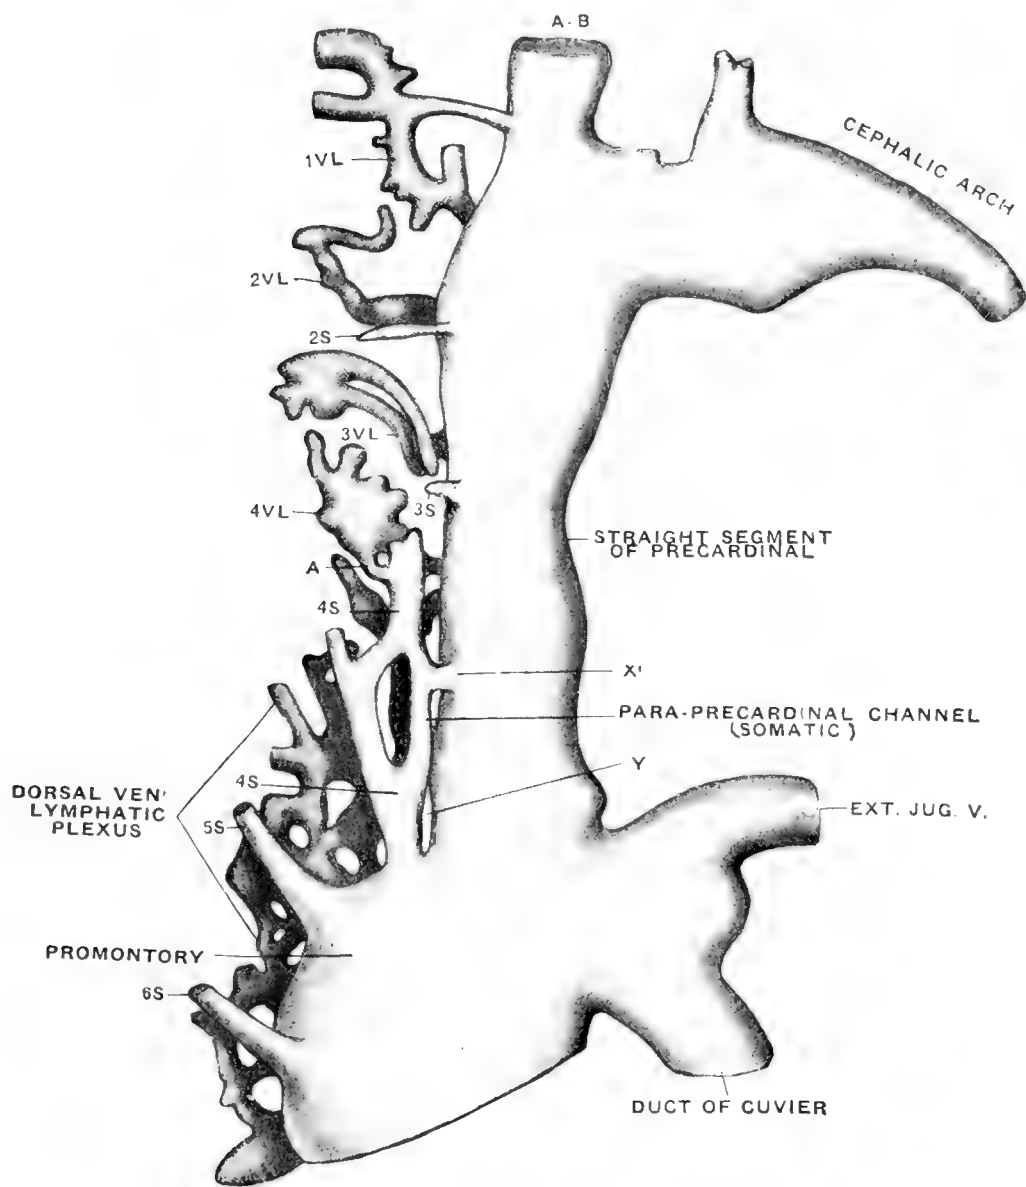 A-B
CEPHALIC ARCH
1VL
2VL
2S
3VL
4VL
3S
STRAIGHT SEGMENT
OF PRECARDINAL
A
4S
X'
PARA-PRECARDINAL CHANNEL
(SOMATIC)
Y
4S
DORSAL VEN'
LYMPHATIC
PLEXUS
5S
EXT. JUG. V.
PROMONTORY
6S
DUCT OF CUVIER